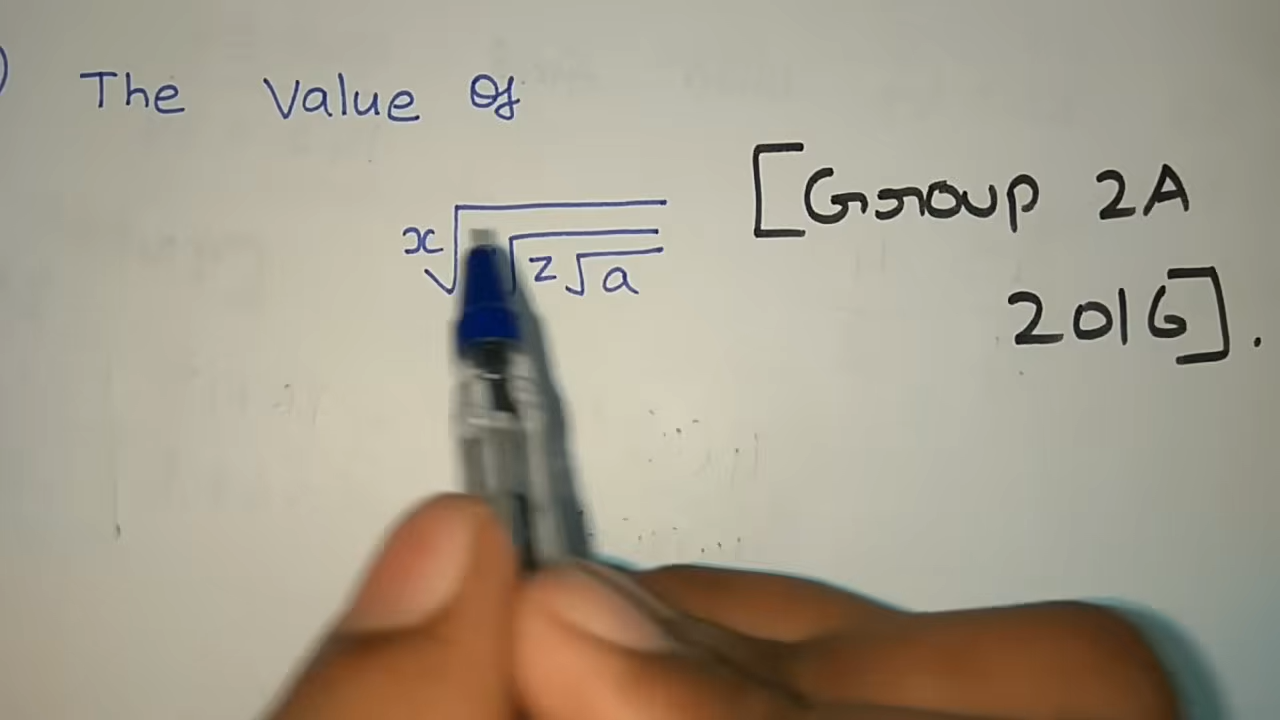 ) The Value Of
x√ √ z√a
[Group 2A
2016].